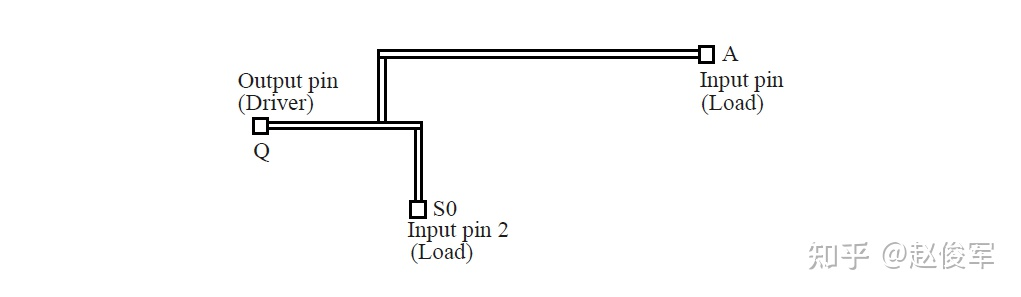 A
Input pin
(Load)
Output pin
(Driver)
Q
S0
Input pin 2
(Load)
知乎 @赵俊军